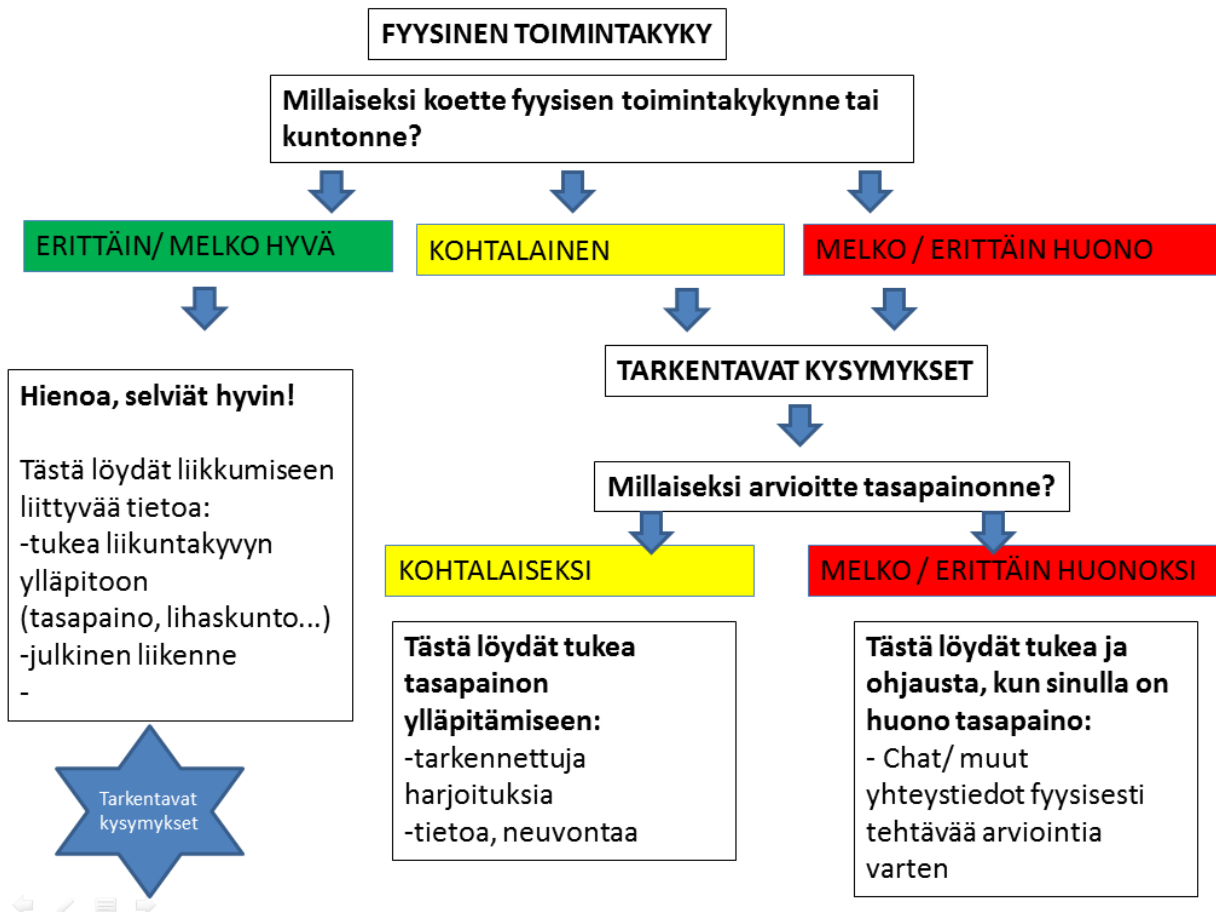 FYYSINEN TOIMINTAKYKY
Millaiseksi koette fyysisen toimintakykynne tai
kuntonne?
ERITTÄIN/ MELKO HYVÄ
KOHTALAINEN
MELKO / ERITTÄIN HUONO
TARKENTAVAT KYSYMYKSET
Hienoa, selviät hyvin!
Tästä löydät liikkumiseen
liittyvää tietoa:
-tukea liikuntakyvyn
ylläpitoon
(tasapaino, lihaskunto...)
-julkinen liikenne
-
Tarkentavat
kysymykset
Millaiseksi arvioitte tasapainonne?
KOHTALAISEKSI
MELKO / ERITTÄIN HUONOKSI
Tästä löydät tukea
tasapainon
ylläpitämiseen:
-tarkennettuja
harjoituksia
-tietoa, neuvontaa
Tästä löydät tukea ja
ohjausta, kun sinulla on
huono tasapaino:
- Chat/ muut
yhteystiedot fyysisesti
tehtävää arviointia
varten